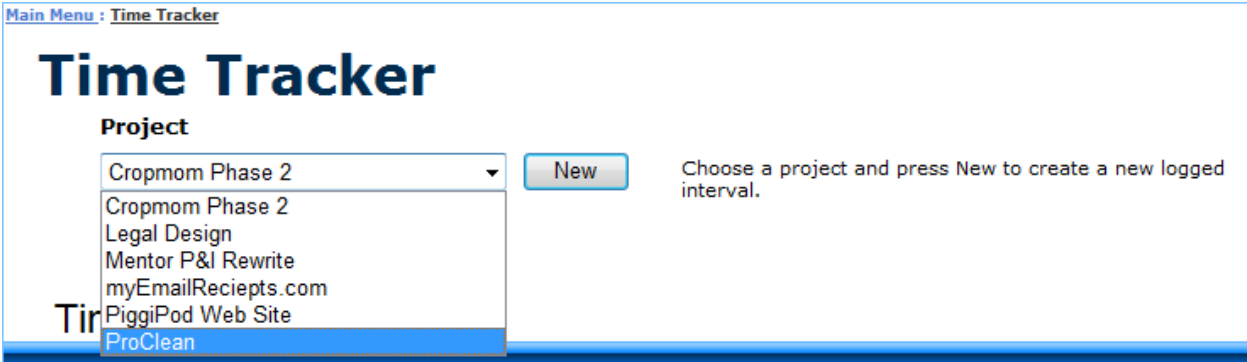 Main Menu : Time Tracker
Time Tracker
Project
Cropmom Phase 2
New
Choose a project and press New to create a new logged
interval.
Cropmom Phase 2
Legal Design
Mentor P&I Rewrite
myEmailReciepts.com
PiggiPod Web Site
ProClean